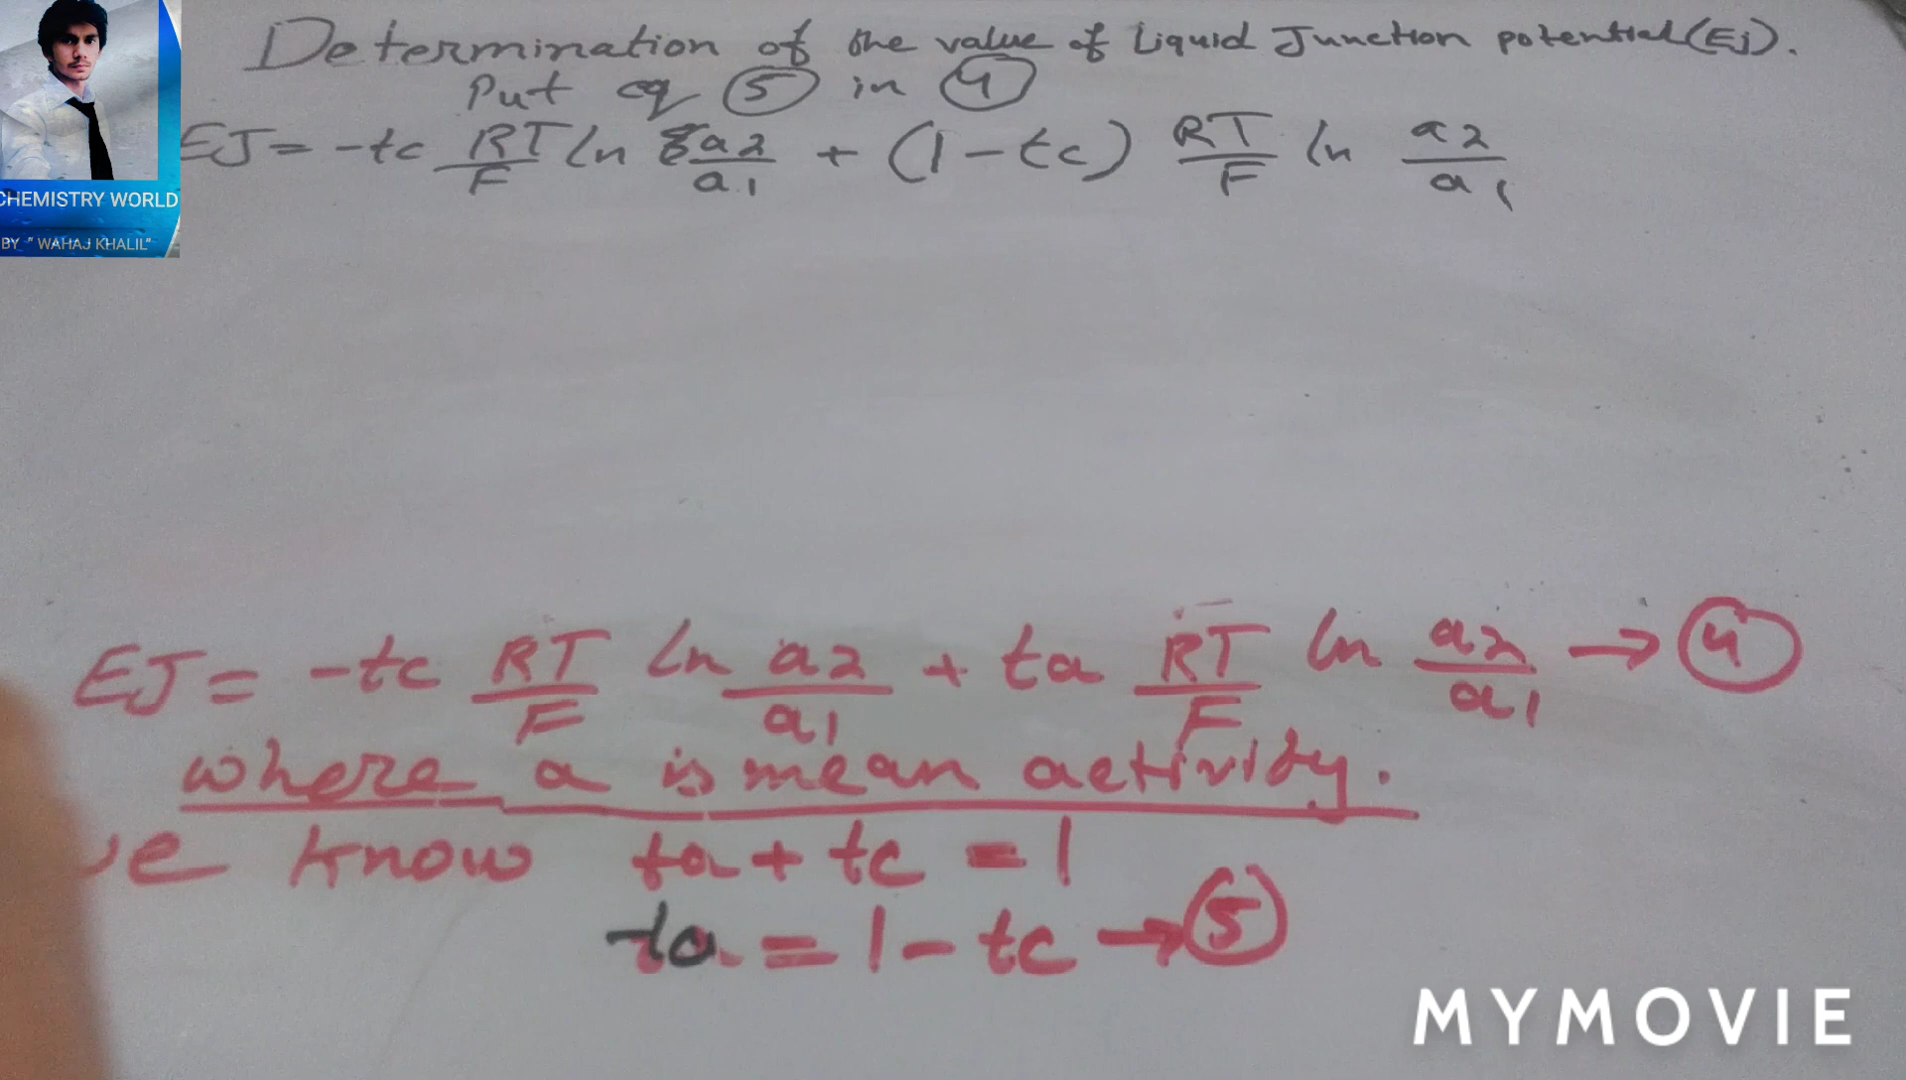 Determination of the value of Liquid Junction potential (Ej).
Put eq ⑤ in ④
EJ = -tc RT/F ln a2/a1 + (1-tc) RT/F ln a2/a1
CHEMISTRY WORLD
BY "WAHAJ KHALIL"
EJ = -tc RT/F ln a2/a1 + ta RT/F ln a2/a1 → ④
where a is mean activity.
know ta + tc = 1
ta = 1 - tc → ⑤
MYMOVIE